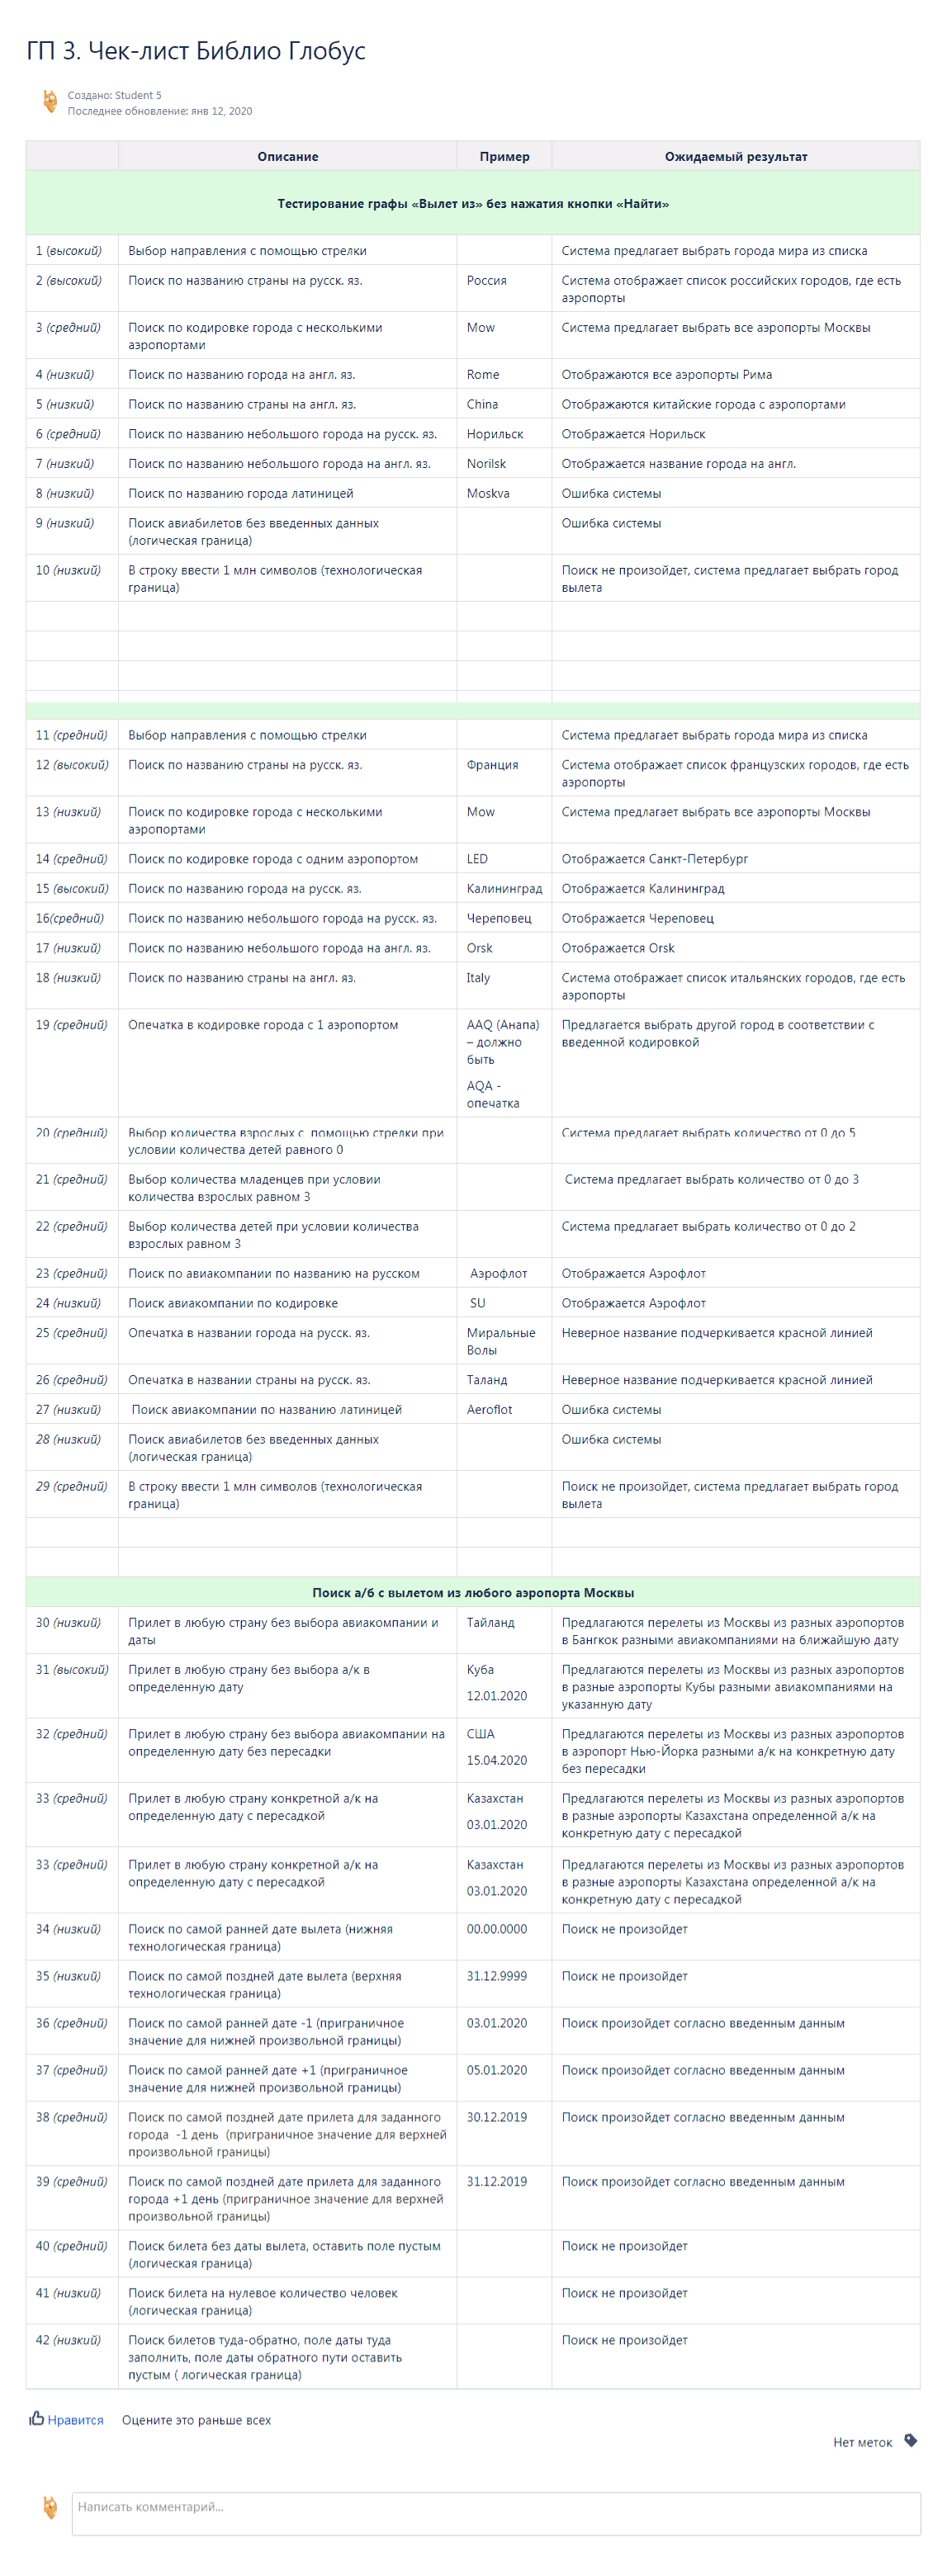 ГП 3. Чек-лист Библио Глобус
Создано: Student 5
Последнее обновление: янв 12, 2020
Описание Пример Ожидаемый результат
Тестирование графы «Вылет из» без нажатия кнопки «Найти»
1 (высокий) Выбор направления с помощью стрелки Система предлагает выбрать города мира из списка
2 (высокий) Поиск по названию страны на русск. яз. Россия Система отображает список российских городов, где есть
аэропорты
3 (средний) Поиск по кодировке города с несколькими Mow Система предлагает выбрать все аэропорты Москвы
аэропортами
4 (низкий) Поиск по названию города на англ. яз. Rome Отображаются все аэропорты Рима
5 (низкий) Поиск по названию страны на англ. яз. China Отображаются китайские города с аэропортами
6 (средний) Поиск по названию небольшого города на русск. яз. Норильск Отображается Норильск
7 (низкий) Поиск по названию небольшого города на англ. яз. Norilsk Отображается название города на англ.
8 (низкий) Поиск по названию города латиницей Moskva Ошибка системы
9 (низкий) Поиск авиабилетов без введенных данных Ошибка системы
(логическая граница)
10 (низкий) В строку ввести 1 млн символов (технологическая Поиск не произойдет, система предлагает выбрать город
граница) вылета
11 (средний) Выбор направления с помощью стрелки Система предлагает выбрать города мира из списка
12 (высокий) Поиск по названию страны на русск. яз. Франция Система отображает список французских городов, где есть
аэропорты
13 (низкий) Поиск по кодировке города с несколькими Mow Система предлагает выбрать все аэропорты Москвы
аэропортами
14 (средний) Поиск по кодировке города с одним аэропортом LED Отображается Санкт-Петербург
15 (высокий) Поиск по названию города на русск. яз. Калининград Отображается Калининград
16(средний) Поиск по названию небольшого города на русск. яз. Череповец Отображается Череповец
17 (низкий) Поиск по названию небольшого города на англ. яз. Orsk Отображается Orsk
18 (низкий) Поиск по названию страны на англ. яз. Italy Система отображает список итальянских городов, где есть
аэропорты
19 (средний) Опечатка в кодировке города с 1 аэропортом AAQ (Анапа) Предлагается выбрать другой город в соответствии с
– должно введенной кодировкой
быть
AQA -
опечатка
20 (средний) Выбор количества взрослых с помощью стрелки при Система предлагает выбрать количество от 0 до 5
условии количества детей равного 0
21 (средний) Выбор количества младенцев при условии Система предлагает выбрать количество от 0 до 3
количества взрослых равном 3
22 (средний) Выбор количества детей при условии количества Система предлагает выбрать количество от 0 до 2
взрослых равном 3
23 (средний) Поиск по авиакомпании по названию на русском Аэрофлот Отображается Аэрофлот
24 (низкий) Поиск авиакомпании по кодировке SU Отображается Аэрофлот
25 (средний) Опечатка в названии города на русск. яз. Миральные Неверное название подчеркивается красной линией
Волы
26 (средний) Опечатка в названии страны на русск. яз. Таланд Неверное название подчеркивается красной линией
27 (низкий) Поиск авиакомпании по названию латиницей Aeroflot Ошибка системы
28 (низкий) Поиск авиабилетов без введенных данных Ошибка системы
(логическая граница)
29 (средний) В строку ввести 1 млн символов (технологическая Поиск не произойдет, система предлагает выбрать город
граница) вылета
Поиск а/б с вылетом из любого аэропорта Москвы
30 (низкий) Прилет в любую страну без выбора авиакомпании и Тайланд Предлагаются перелеты из Москвы из разных аэропортов
даты в Бангкок разными авиакомпаниями на ближайшую дату
31 (высокий) Прилет в любую страну без выбора а/к в Куба Предлагаются перелеты из Москвы из разных аэропортов
определенную дату 12.01.2020 в разные аэропорты Кубы разными авиакомпаниями на
указанную дату
32 (средний) Прилет в любую страну без выбора авиакомпании на США Предлагаются перелеты из Москвы из разных аэропортов
определенную дату без пересадки 15.04.2020 в аэропорт Нью-Йорка разными а/к на конкретную дату
без пересадки
33 (средний) Прилет в любую страну конкретной а/к на Казахстан Предлагаются перелеты из Москвы из разных аэропортов
определенную дату с пересадкой 03.01.2020 в разные аэропорты Казахстана определенной а/к на
конкретную дату с пересадкой
33 (средний) Прилет в любую страну конкретной а/к на Казахстан Предлагаются перелеты из Москвы из разных аэропортов
определенную дату с пересадкой 03.01.2020 в разные аэропорты Казахстана определенной а/к на
конкретную дату с пересадкой
34 (низкий) Поиск по самой ранней дате вылета (нижняя 00.00.0000 Поиск не произойдет
технологическая граница)
35 (низкий) Поиск по самой поздней дате вылета (верхняя 31.12.9999 Поиск не произойдет
технологическая граница)
36 (средний) Поиск по самой ранней дате -1 (приграничное 03.01.2020 Поиск произойдет согласно введенным данным
значение для нижней произвольной границы)
37 (средний) Поиск по самой ранней дате +1 (приграничное 05.01.2020 Поиск произойдет согласно введенным данным
значение для нижней произвольной границы)
38 (средний) Поиск по самой поздней дате прилета для заданного 30.12.2019 Поиск произойдет согласно введенным данным
города -1 день (приграничное значение для верхней
произвольной границы)
39 (средний) Поиск по самой поздней дате прилета для заданного 31.12.2019 Поиск произойдет согласно введенным данным
города +1 день (приграничное значение для верхней
произвольной границы)
40 (средний) Поиск билета без даты вылета, оставить поле пустым Поиск не произойдет
(логическая граница)
41 (низкий) Поиск билета на нулевое количество человек Поиск не произойдет
(логическая граница)
42 (низкий) Поиск билетов туда-обратно, поле даты туда Поиск не произойдет
заполнить, поле даты обратного пути оставить
пустым ( логическая граница)
Нравится Оцените это раньше всех
Нет меток
Написать комментарий...